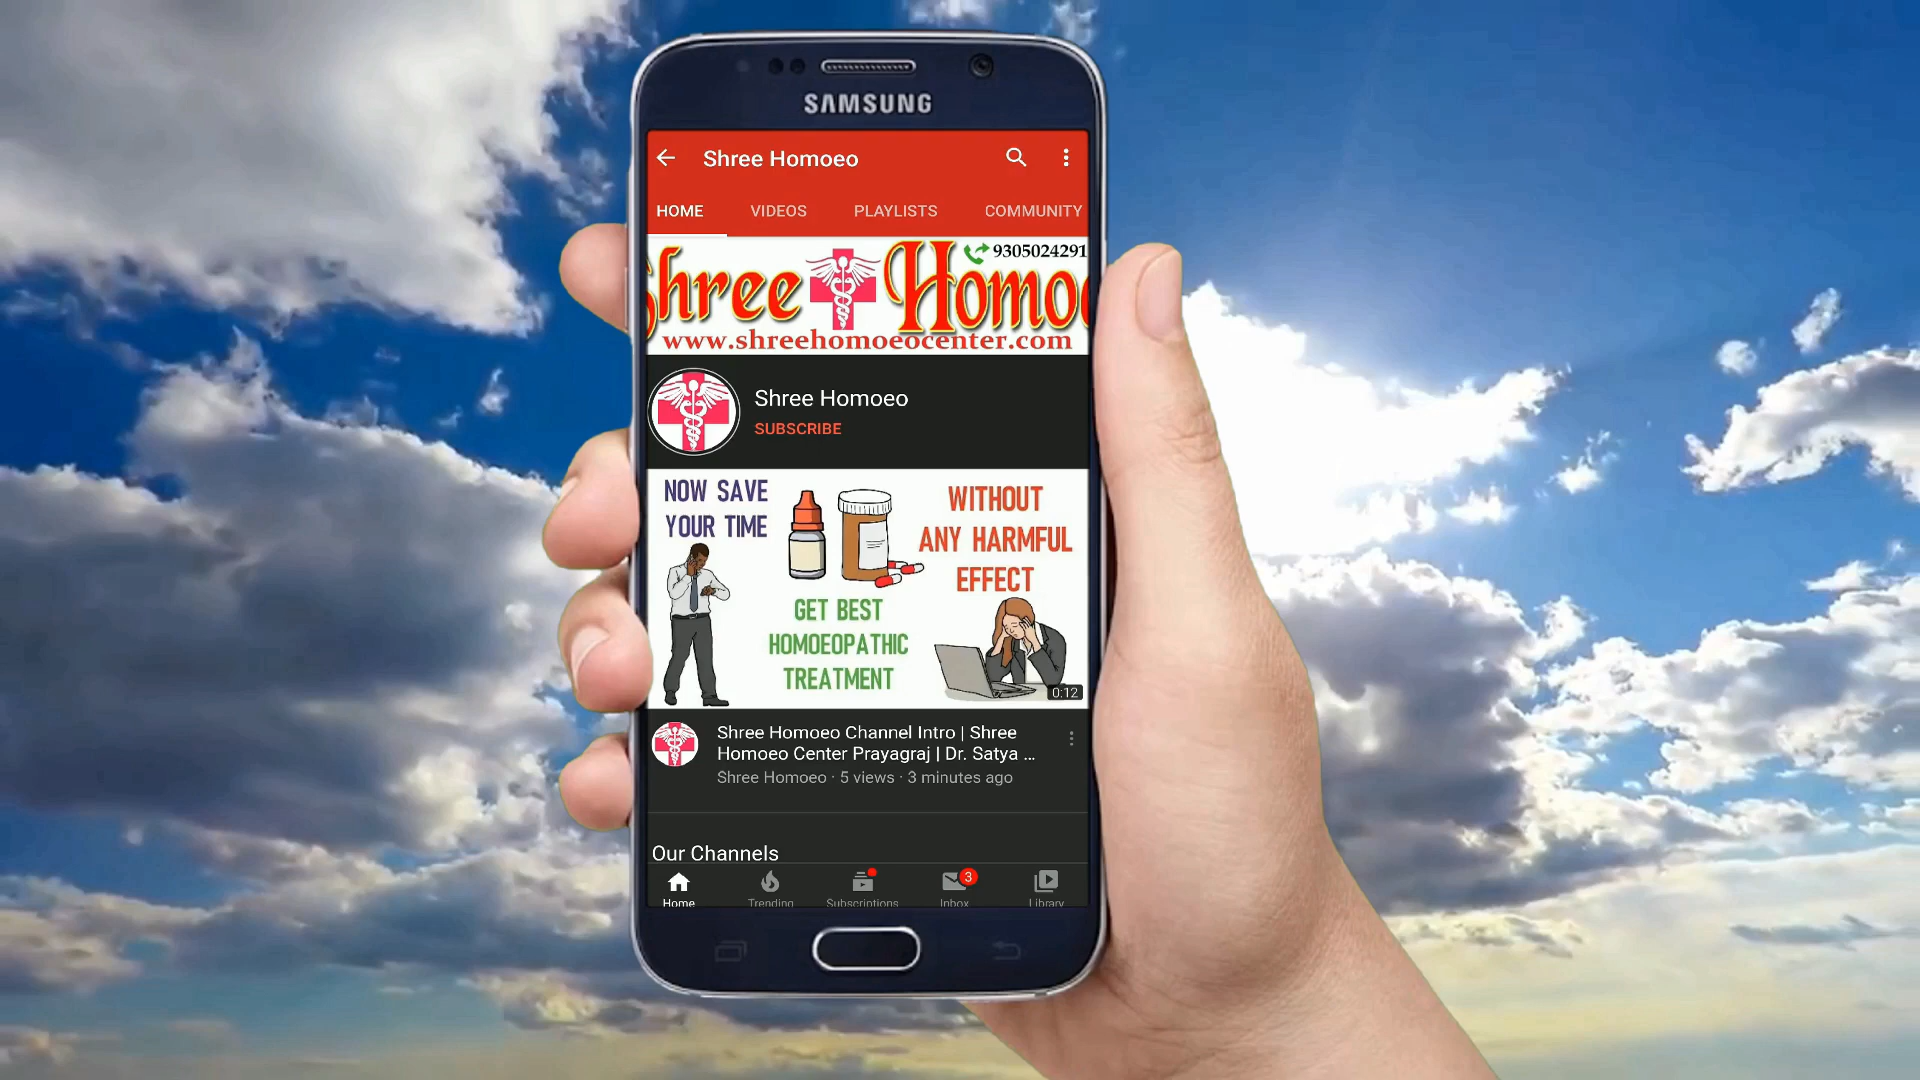 SAMSUNG
Shree Homoeo
HOME VIDEOS PLAYLISTS COMMUNITY
9305024291
Shree Homoe
www.shreehomoeocenter.com
Shree Homoeo
SUBSCRIBE
NOW SAVE
YOUR TIME
WITHOUT
ANY HARMFUL
EFFECT
GET BEST
HOMOEOPATHIC
TREATMENT
0:12
Shree Homoeo Channel Intro | Shree
Homoeo Center Prayagraj | Dr. Satya ...
Shree Homoeo · 5 views · 3 minutes ago
Our Channels
3
Home Trending Subscriptions Inbox Library